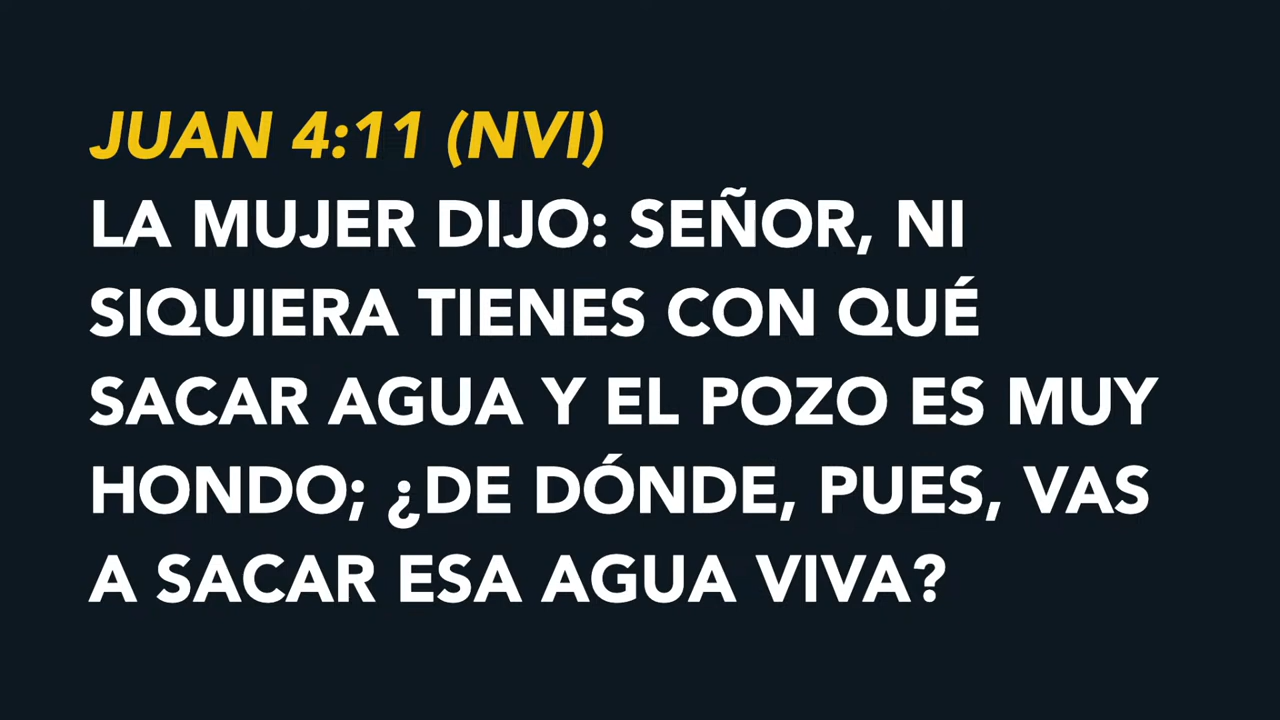 JUAN 4:11 (NVI)
LA MUJER DIJO: SEÑOR, NI
SIQUIERA TIENES CON QUÉ
SACAR AGUA Y EL POZO ES MUY
HONDO; ¿DE DÓNDE, PUES, VAS
A SACAR ESA AGUA VIVA?